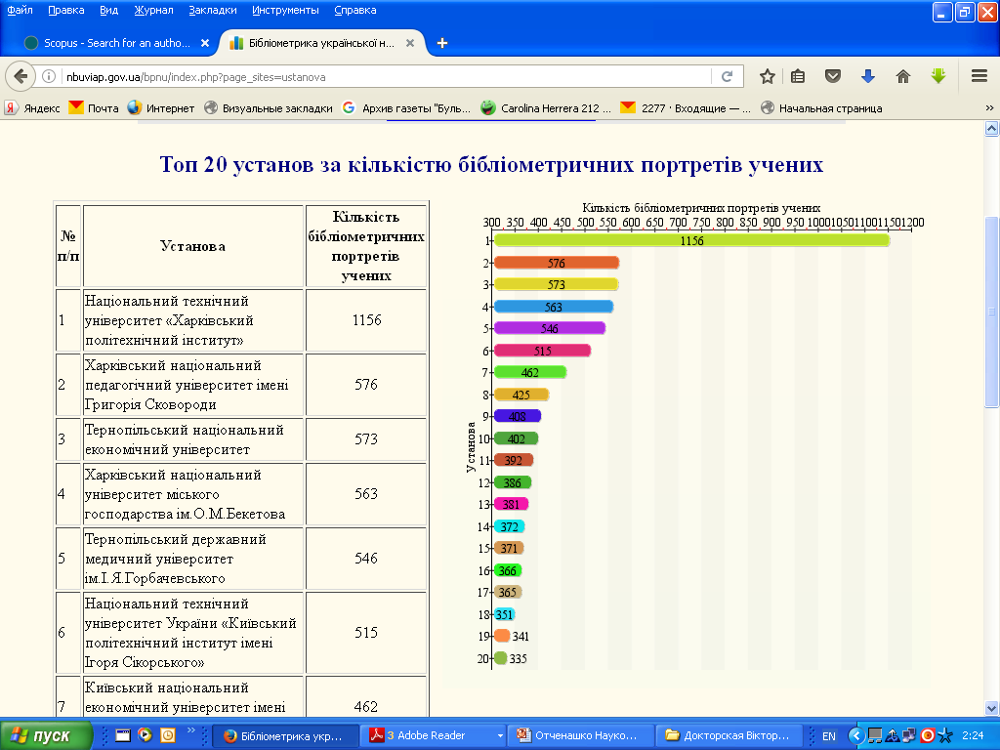 Файл Правка Вид Журнал Закладки Инструменты Справка
Scopus - Search for an autho... Бібліометрика української н...
nbuviap.gov.ua/bpnu/index.php?page_sites=ustanova
Яндекс Почта Интернет Визуальные закладки Архив газеты "Буль... Carolina Herrera 212 ... 2277 · Входящие — ... Начальная страница
Топ 20 установ за кількістю бібліометричних портретів учених
№ п/п
Установа
Кількість
бібліометричних
портретів
учених
1
Національний технічний
університет «Харківський
політехнічний інститут»
1156
2
Харківський національний
педагогічний університет імені
Григорія Сковороди
576
3
Тернопільський національний
економічний університет
573
4
Харківський національний
університет міського
господарства ім.О.М.Бекетова
563
5
Тернопільський державний
медичний університет
ім.І.Я.Горбачевського
546
6
Національний технічний
університет України «Київський
політехнічний інститут імені
Ігоря Сікорського»
515
7
Київський національний
економічний університет імені
462
Кількість бібліометричних портретів учених
300 350 400 450 500 550 600 650 700 750 800 850 900 950 1000 1050 1100 1150 1200
Установа
1 1156
2 576
3 573
4 563
5 546
6 515
7 462
8 425
9 408
10 402
11 392
12 386
13 381
14 372
15 371
16 366
17 365
18 351
19 341
20 335
пуск Бібліометрика укр... 3 Adobe Reader Отченашко Науко... Докторская Віктор... EN 2:24